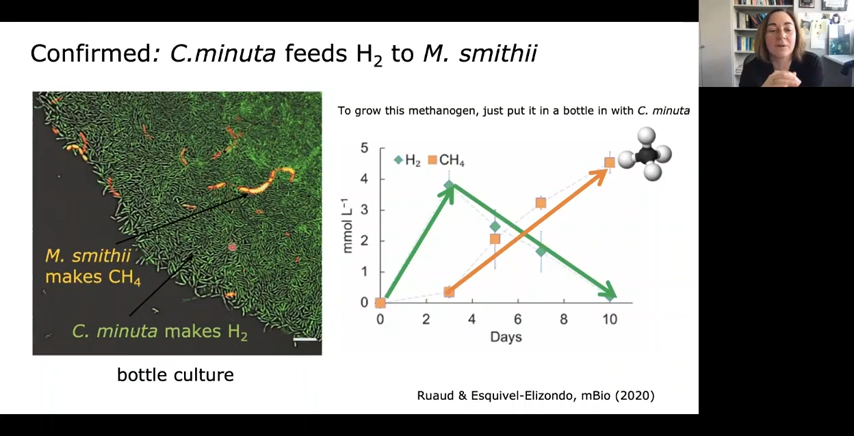 Confirmed: C.minuta feeds H₂ to M. smithii
To grow this methanogen, just put it in a bottle in with C. minuta
M. smithii
makes CH₄
C. minuta makes H₂
bottle culture
H₂ CH₄
mmol L⁻¹
5
4
3
2
1
0
0 2 4 6 8 10
Days
Ruaud & Esquivel-Elizondo, mBio (2020)